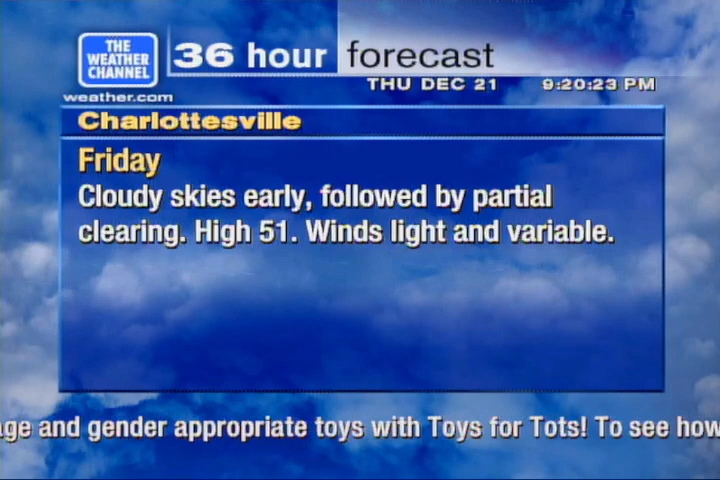 THE
WEATHER
CHANNEL
36 hour forecast
weather.com
THU DEC 21 9:20:23 PM
Charlottesville
Friday
Cloudy skies early, followed by partial
clearing. High 51. Winds light and variable.
age and gender appropriate toys with Toys for Tots! To see how